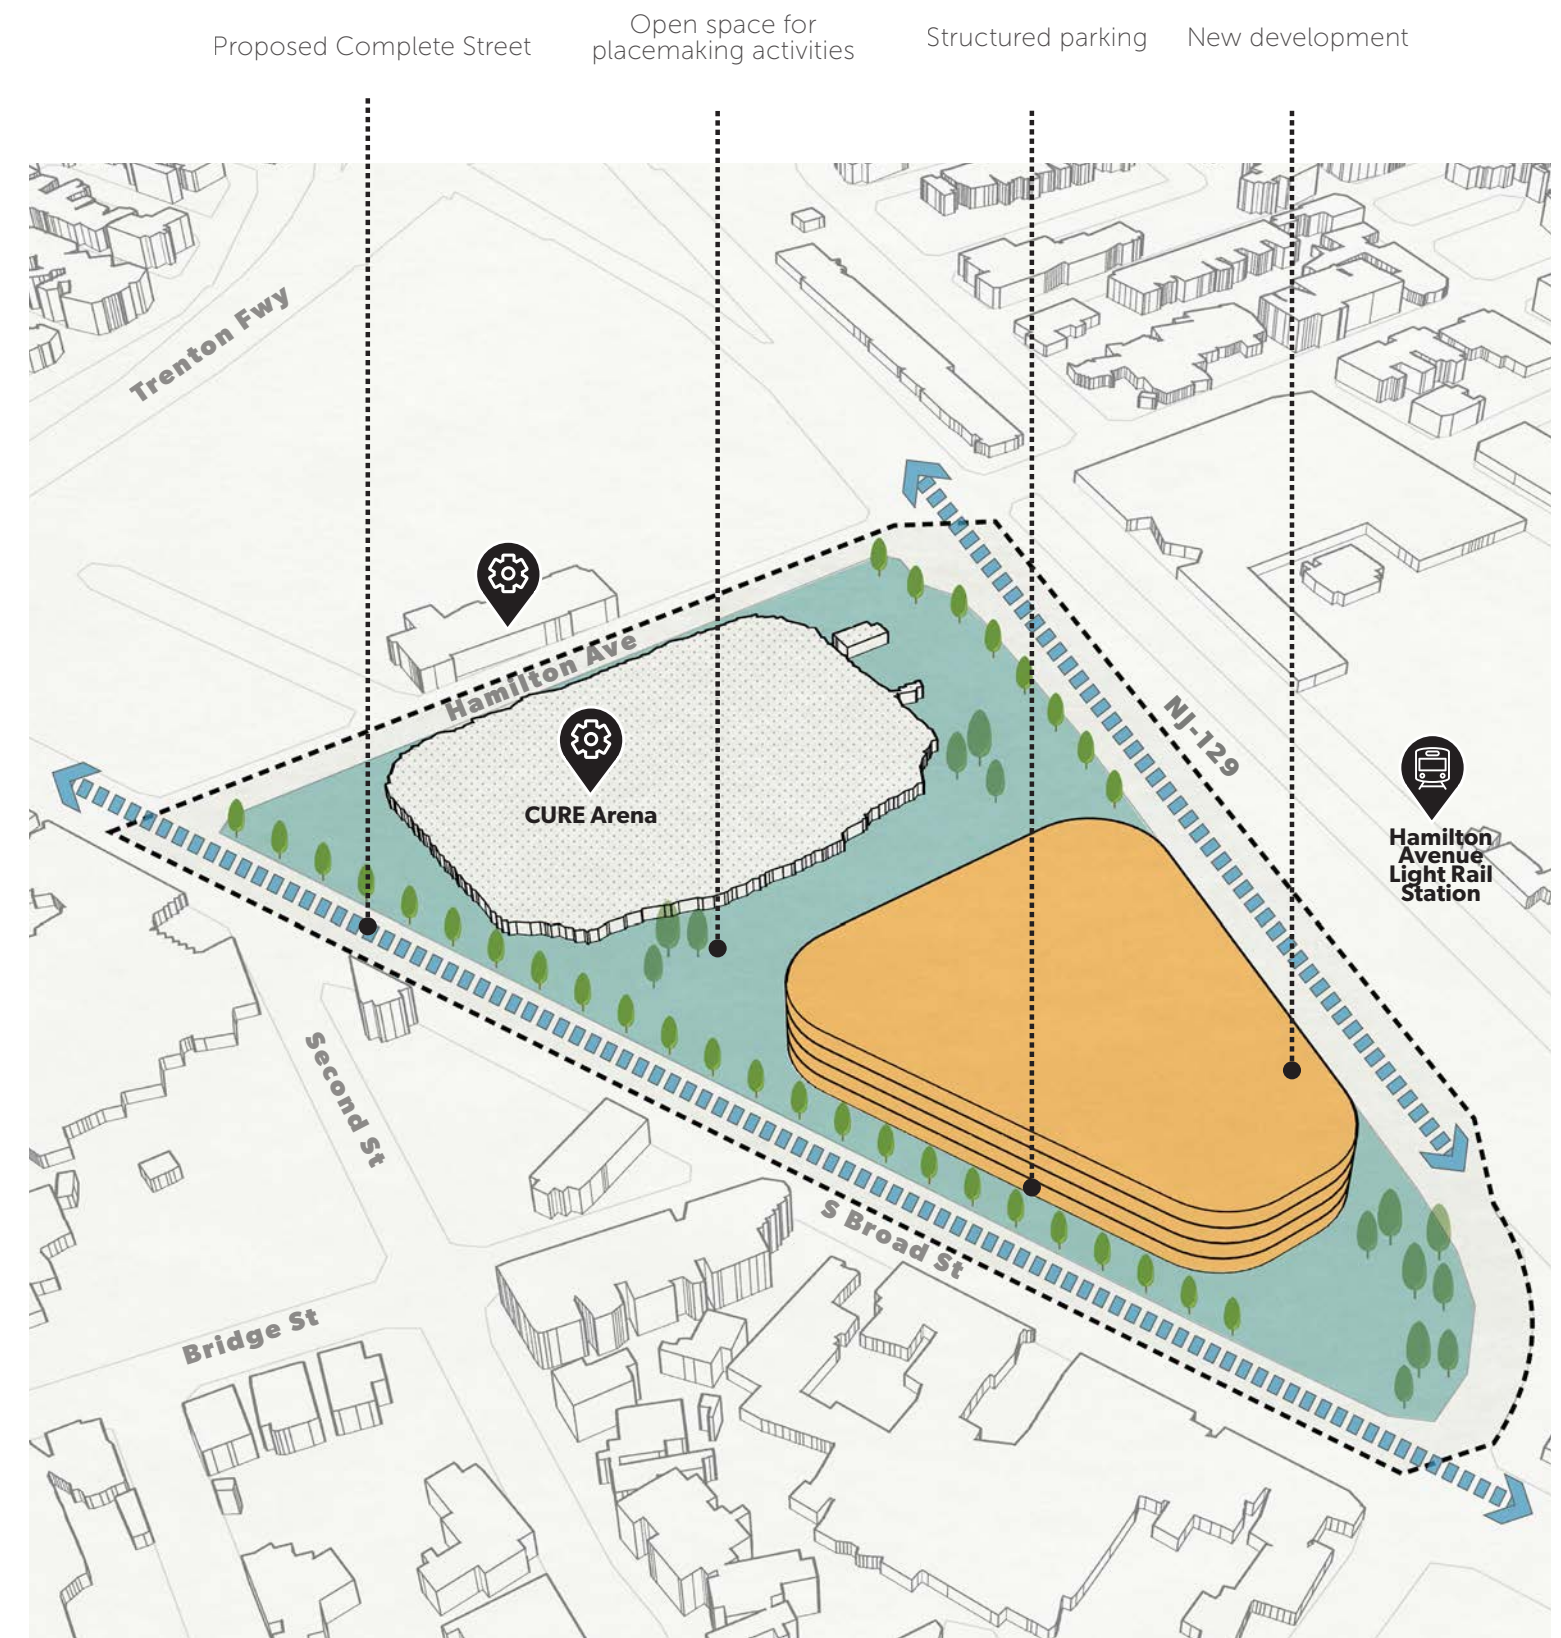 Proposed Complete Street
Open space for
placemaking activities
Structured parking
New development
Trenton Fwy
Hamilton Ave
NJ-129
CURE Arena
Hamilton
Avenue
Light Rail
Station
Second St
S Broad St
Bridge St